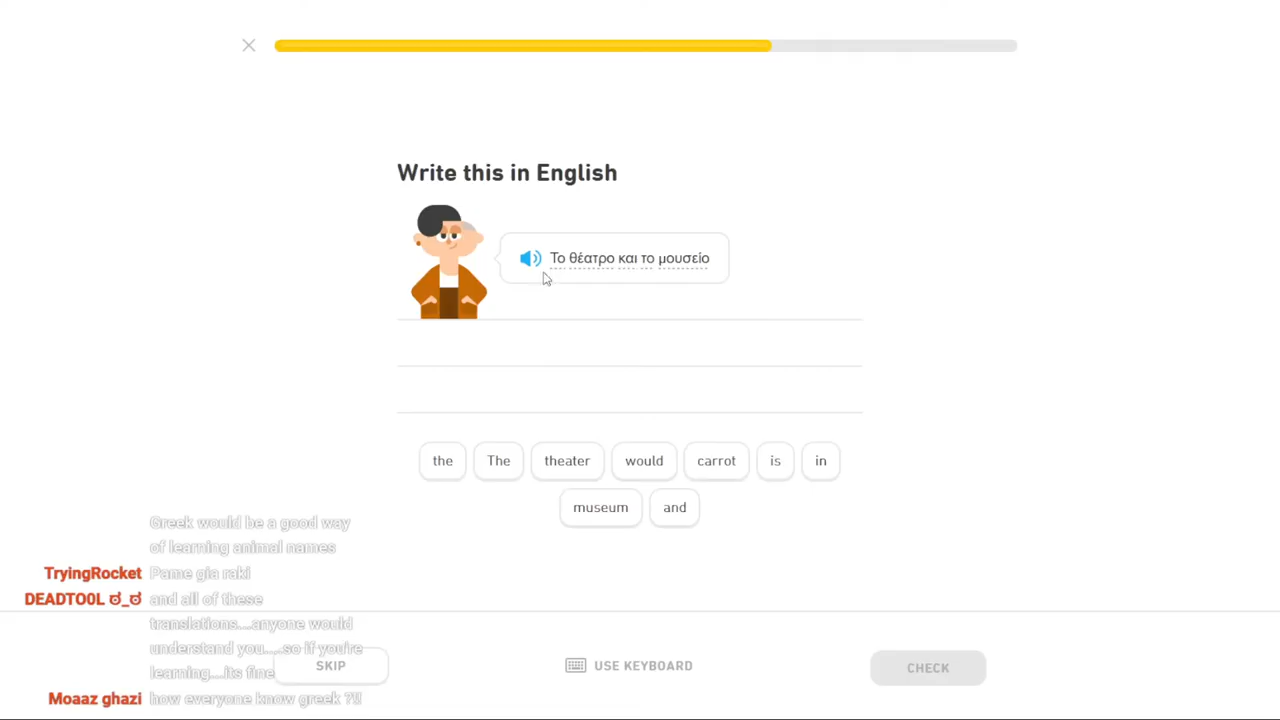 Write this in English
Το θέατρο και το μουσείο
the The theater would carrot is in
museum and
Greek would be a good way
of learning animal names
TryingRocket Pame gia raki
DEADTO0L ಠ_ಠ and all of these
translations....anyone would
understand you.....so if you're
learning....its fine
Moaaz ghazi how everyone know greek ?!!
SKIP
USE KEYBOARD
CHECK